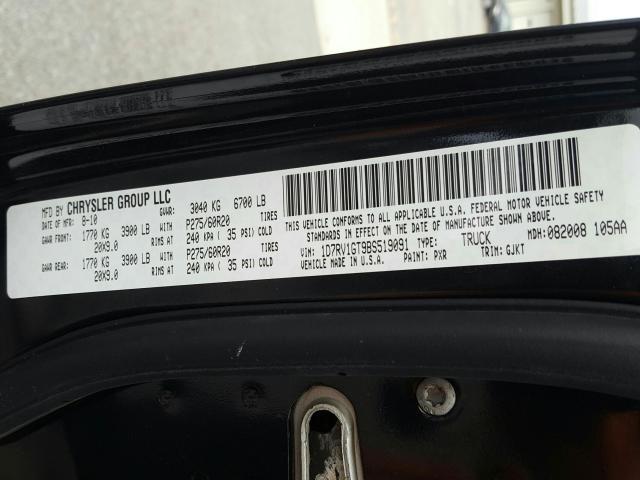 MFD BY CHRYSLER GROUP LLC
DATE OF MFR 8-10 GVWR: 3040 KG 6700 LB
GAWR FRONT: 1770 KG 3900 LB WITH P275/60R20 TIRES
20X9.0 RIMS AT 240 KPA ( 35 PSI) COLD
GAWR REAR: 1770 KG 3900 LB WITH P275/60R20 TIRES
20X9.0 RIMS AT 240 KPA ( 35 PSI) COLD
THIS VEHICLE CONFORMS TO ALL APPLICABLE U.S.A. FEDERAL MOTOR VEHICLE SAFETY
STANDARDS IN EFFECT ON THE DATE OF MANUFACTURE SHOWN ABOVE.
VIN: 1D7RV1GT9BS519091 TYPE: TRUCK MDH: 082008 105AA
VEHICLE MADE IN U.S.A. PAINT: PXR TRIM: GJKT